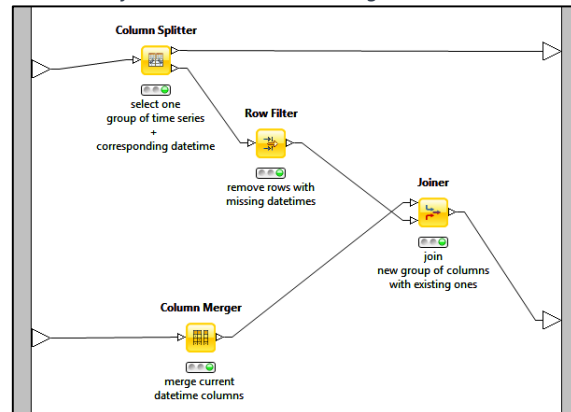 Column Splitter
select one
group of time series
+
corresponding datetime
Row Filter
remove rows with
missing datetimes
Joiner
join
new group of columns
with existing ones
Column Merger
merge current
datetime columns